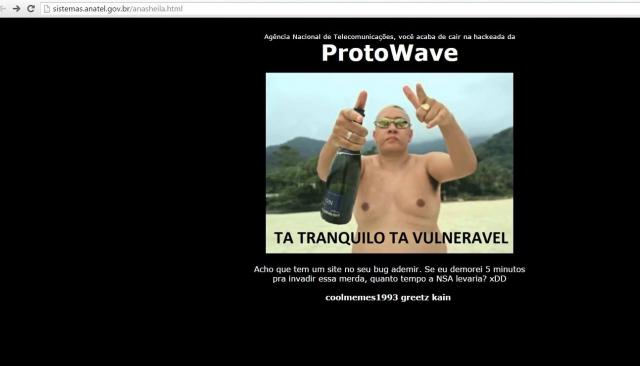 sistemas.anatel.gov.br/anasheila.html
Agência Nacional de Telecomunicações, você acaba de cair na hackeada da
ProtoWave
TA TRANQUILO TA VULNERAVEL
Acho que tem um site no seu bug ademir. Se eu demorei 5 minutos
pra invadir essa merda, quanto tempo a NSA levaria? xDD
coolmemes1993 greetz kain